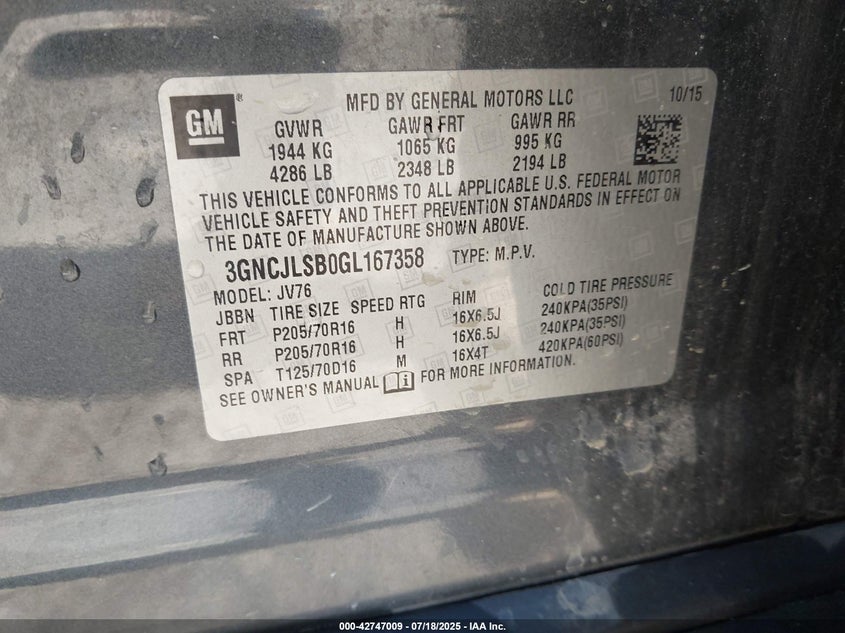 GM ® MFD BY GENERAL MOTORS LLC 10/15
GVWR GAWR FRT GAWR RR
1944 KG 1065 KG 995 KG
4286 LB 2348 LB 2194 LB
THIS VEHICLE CONFORMS TO ALL APPLICABLE U.S. FEDERAL MOTOR
VEHICLE SAFETY AND THEFT PREVENTION STANDARDS IN EFFECT ON
THE DATE OF MANUFACTURE SHOWN ABOVE.
3GNCJLSB0GL167358 TYPE: M.P.V.
MODEL: JV76
JBBN TIRE SIZE SPEED RTG RIM COLD TIRE PRESSURE
FRT P205/70R16 H 16X6.5J 240KPA(35PSI)
RR P205/70R16 H 16X6.5J 240KPA(35PSI)
SPA T125/70D16 M 16X4T 420KPA(60PSI)
SEE OWNER'S MANUAL FOR MORE INFORMATION.
000-42747009 / 07/18/2025 - IAA Inc.